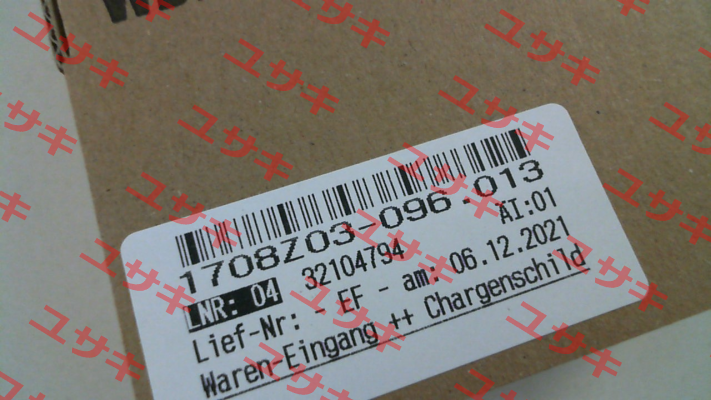 1708Z03-096.013
LNR: 04 32104794 AI:01
Lief-Nr: - EF - am: 06.12.2021
Waren-Eingang ++ Chargenschild
ユサキ